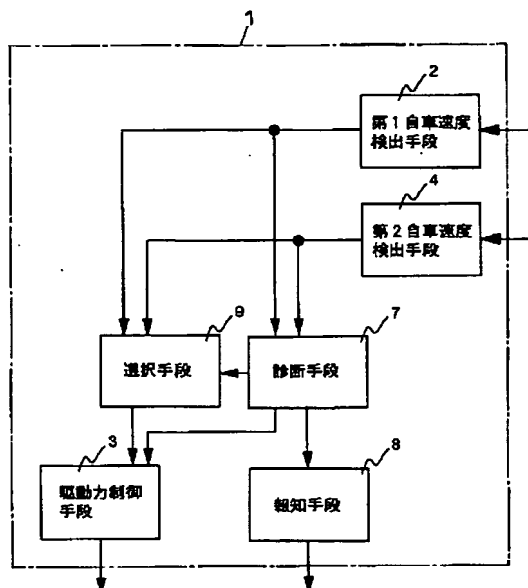 1
2
第1自車速度
検出手段
4
第2自車速度
検出手段
9
選択手段
7
診断手段
3
駆動力制御
手段
8
報知手段